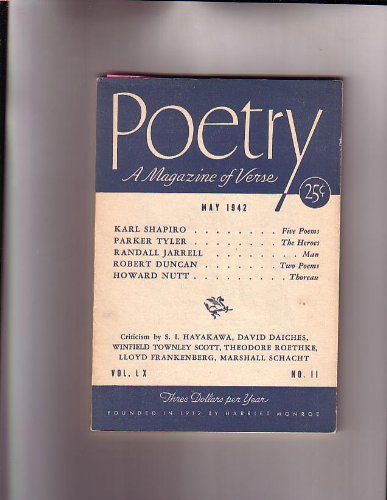 Poetry
A Magazine of Verse
25¢
MAY 1942
KARL SHAPIRO . . . . . . . . Five Poems
PARKER TYLER . . . . . . . . The Heroes
RANDALL JARRELL . . . . . . . . . Man
ROBERT DUNCAN . . . . . . . Two Poems
HOWARD NUTT . . . . . . . . . Thoreau
Criticism by S. I. HAYAKAWA, DAVID DAICHES,
WINFIELD TOWNLEY SCOTT, THEODORE ROETHKE,
LLOYD FRANKENBERG, MARSHALL SCHACHT
VOL. LX NO. II
Three Dollars per Year
FOUNDED IN 1912 BY HARRIET MONROE